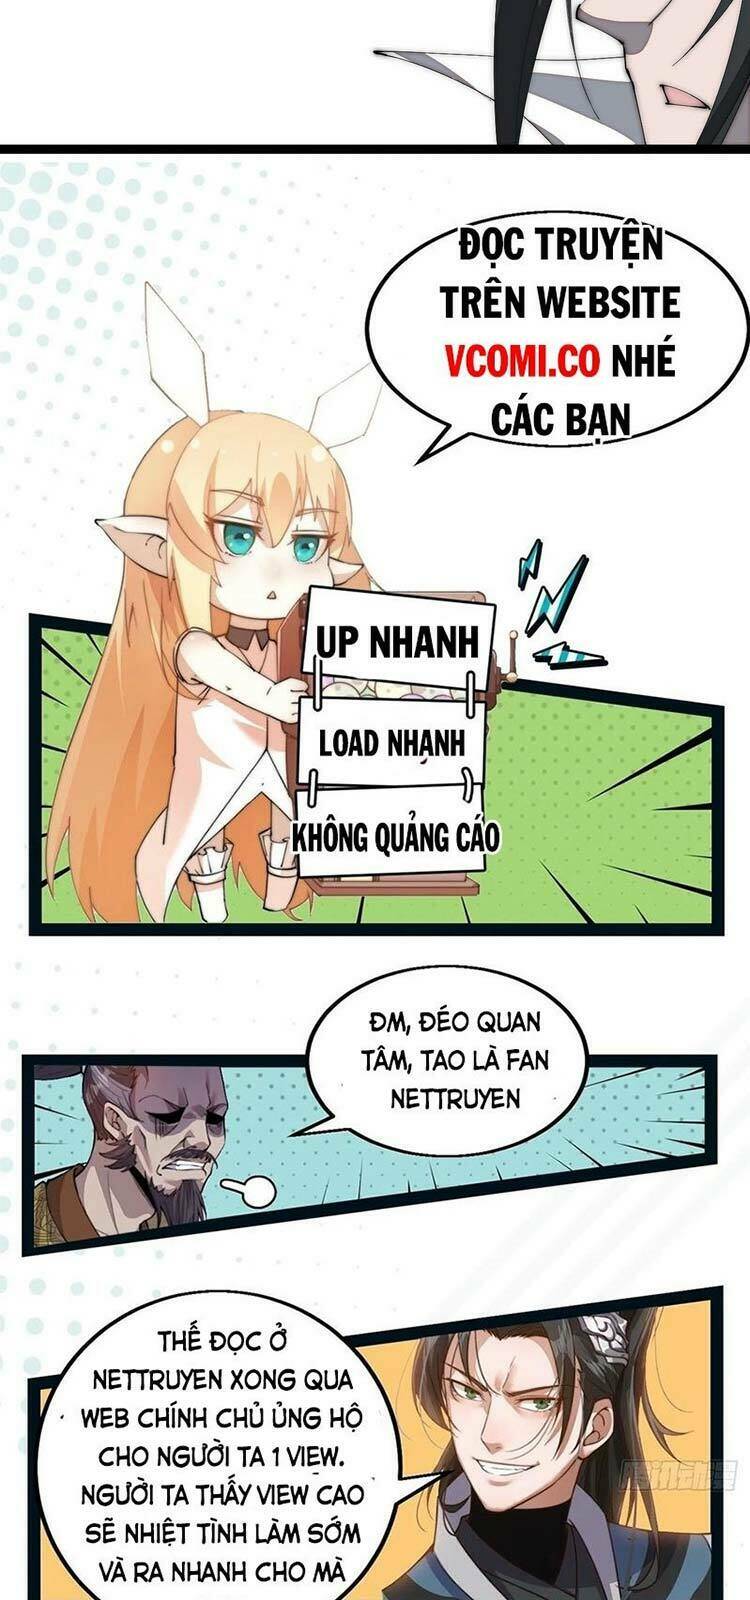 ĐỌC TRUYỆN
TRÊN WEBSITE
VCOMI.CO NHÉ
CÁC BẠN
UP NHANH
LOAD NHANH
KHÔNG QUẢNG CÁO
ĐM, ĐÉO QUAN
TÂM, TAO LÀ FAN
NETTRUYEN
THẾ ĐỌC Ở
NETTRUYEN XONG QUA
WEB CHÍNH CHỦ ỦNG HỘ
CHO NGƯỜI TA 1 VIEW.
NGƯỜI TA THẤY VIEW CAO
SẼ NHIỆT TÌNH LÀM SỚM
VÀ RA NHANH CHO MÀ